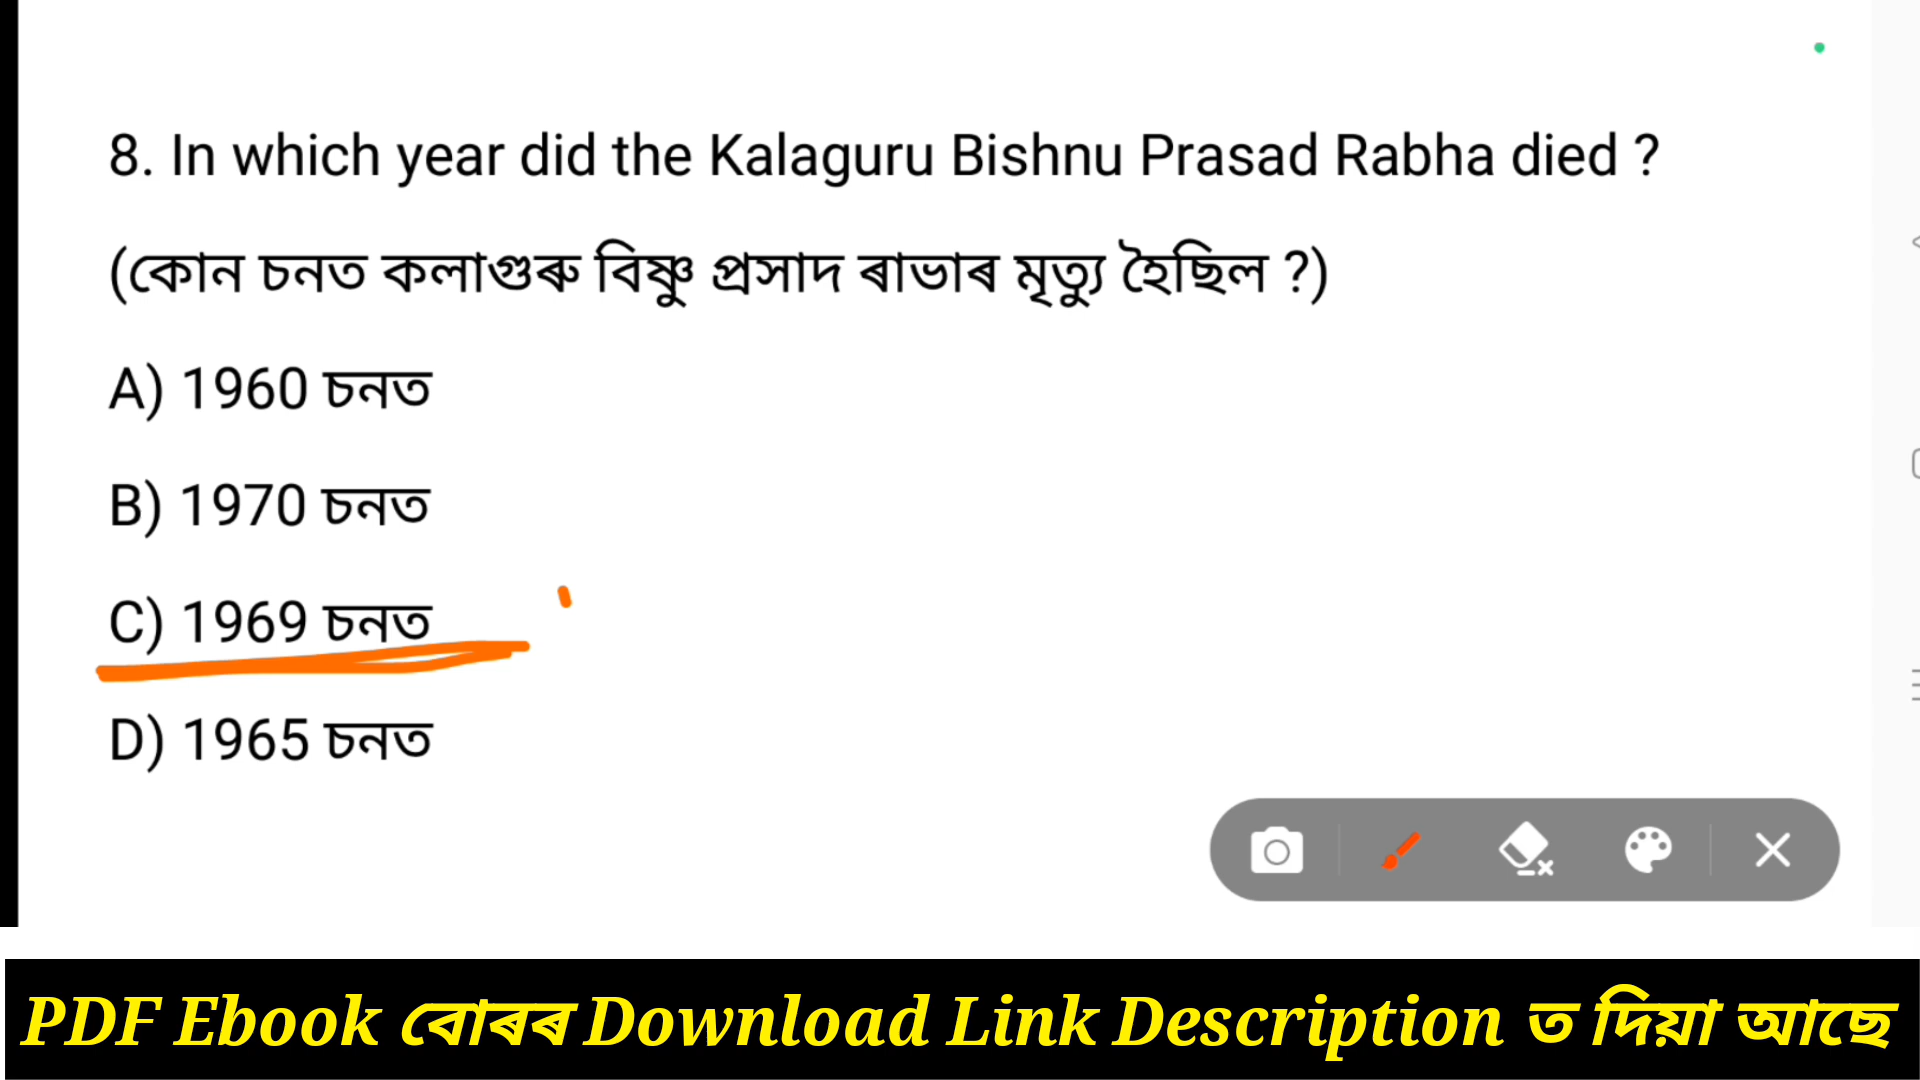 8. In which year did the Kalaguru Bishnu Prasad Rabha died ?
(কোন চনত কলাগুৰু বিষ্ণু প্ৰসাদ ৰাভাৰ মৃত্যু হৈছিল ?)
A) 1960 চনত
B) 1970 চনত
C) 1969 চনত
D) 1965 চনত
PDF Ebook বোৰৰ Download Link Description ত দিয়া আছে